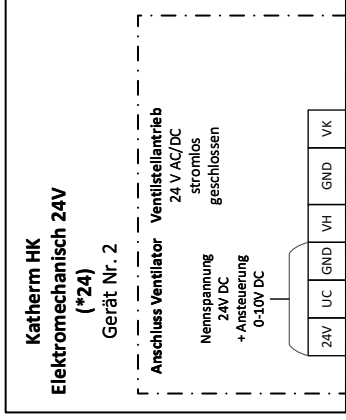 Katherm HK
Elektromechanisch 24V
(*24)
Gerät Nr. 2
Anschluss Ventilator
Ventilstellantrieb
24 V AC/DC
stromlos
geschlossen
Nennspannung
24V DC
+ Ansteuerung
0-10V DC
24V
UC
GND
VH
GND
VK